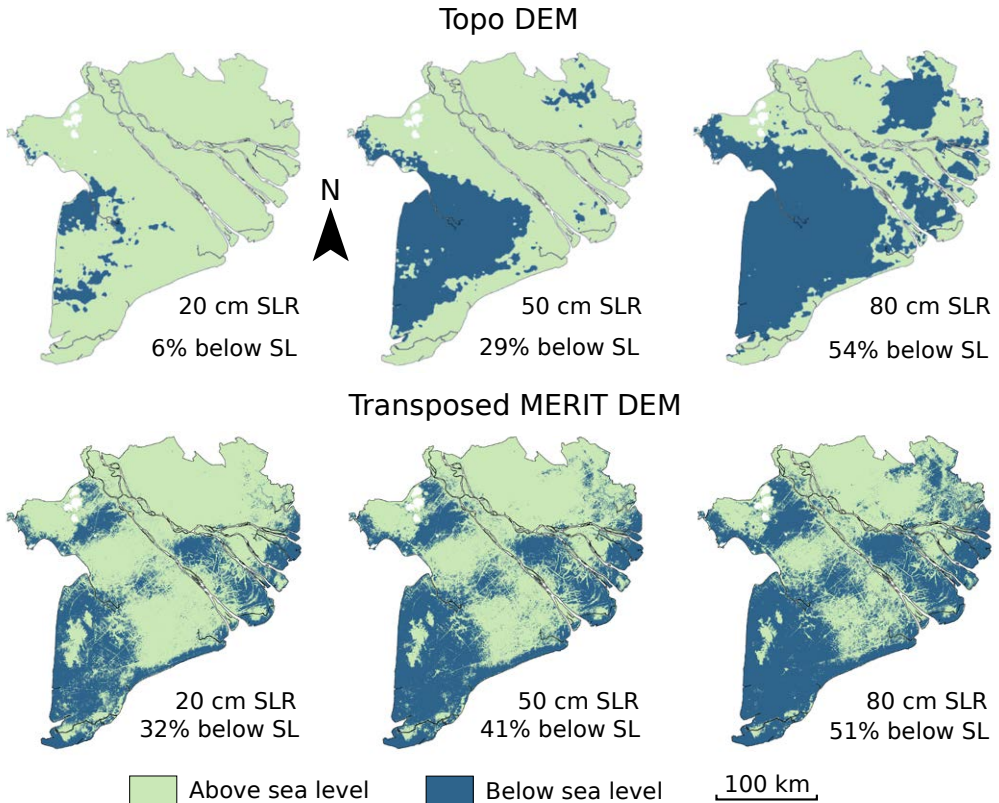 Topo DEM
N
20 cm SLR
6% below SL
50 cm SLR
29% below SL
80 cm SLR
54% below SL
Transposed MERIT DEM
20 cm SLR
32% below SL
50 cm SLR
41% below SL
80 cm SLR
51% below SL
Above sea level
Below sea level
100 km